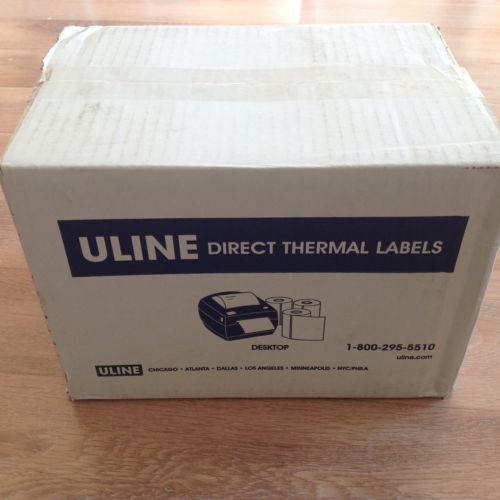 ULINE DIRECT THERMAL LABELS
DESKTOP
1-800-295-5510
uline.com
ULINE CHICAGO • ATLANTA • DALLAS • LOS ANGELES • MINNEAPOLIS • NYC/PHILA